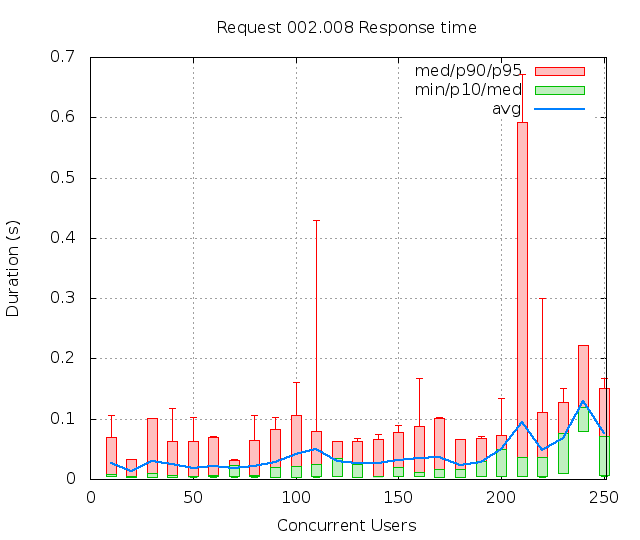 Request 002.008 Response time
0.7
0.6
0.5
0.4
0.3
0.2
0.1
0
Duration (s)
med/p90/p95
min/p10/med
avg
0 50 100 150 200 250
Concurrent Users